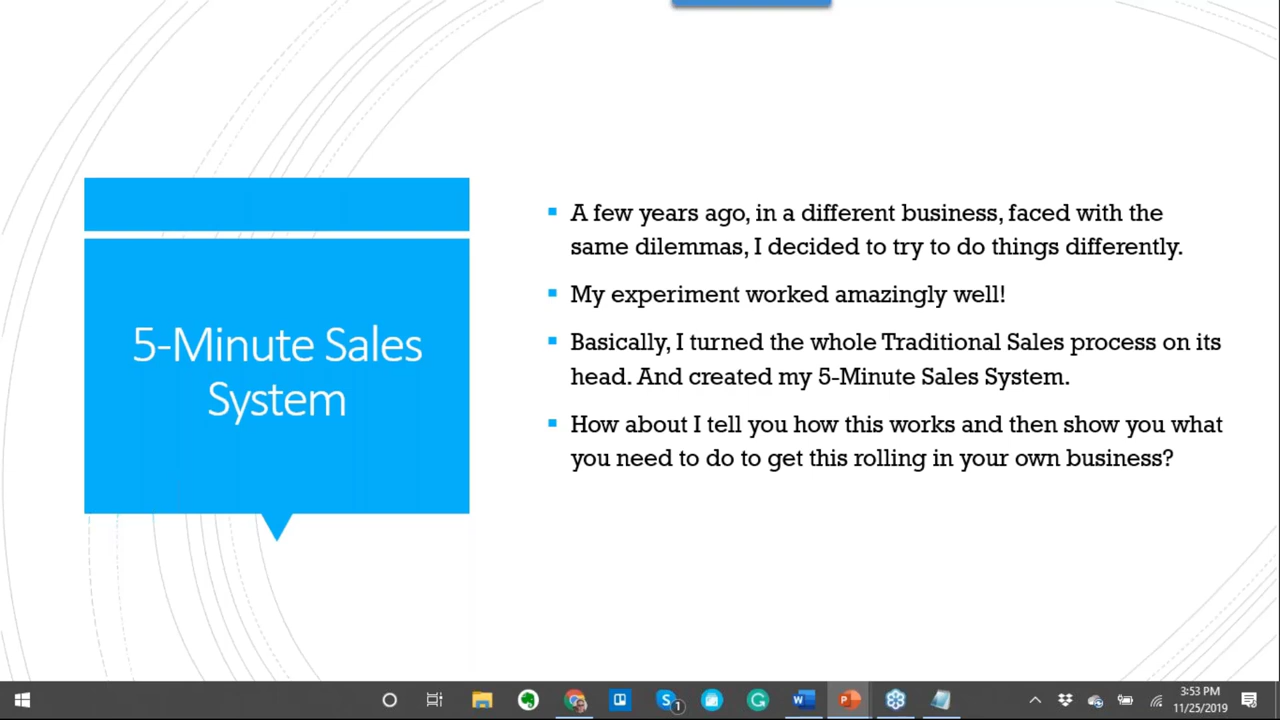 5-Minute Sales
System
A few years ago, in a different business, faced with the
same dilemmas, I decided to try to do things differently.
My experiment worked amazingly well!
Basically, I turned the whole Traditional Sales process on its
head. And created my 5-Minute Sales System.
How about I tell you how this works and then show you what
you need to do to get this rolling in your own business?
3:53 PM
11/25/2019
1